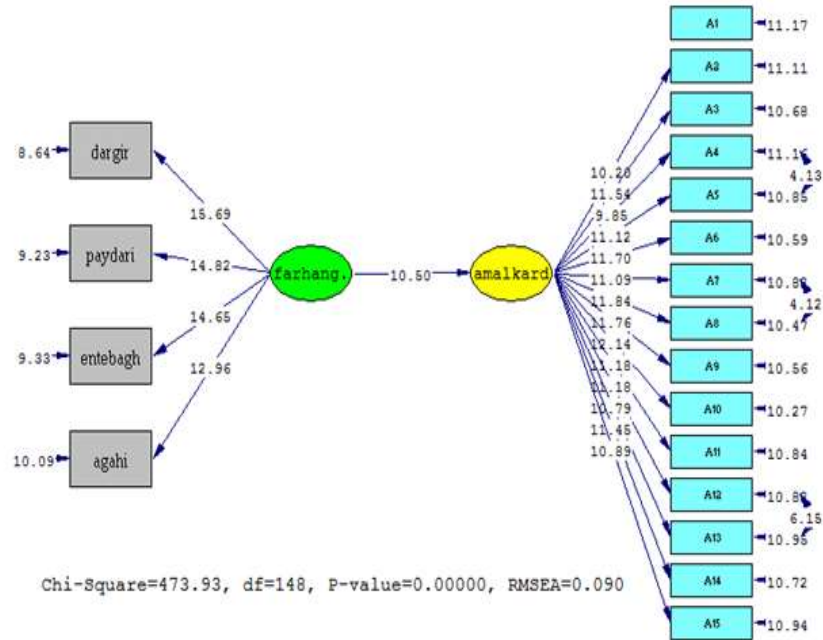 8.64
dargir
9.23
paydari
9.33
entebagh
10.09
agahi
15.69
14.82
14.65
12.96
farhang.
10.50
amalkard
10.20
11.54
9.85
11.12
11.70
11.09
11.84
11.76
12.14
11.18
11.18
10.79
11.45
10.89
A1 11.17
A2 11.11
A3 10.68
A4
4.13
A5 10.85
A6 10.59
A7
4.12
A8 10.47
A9 10.56
A10 10.27
A11 10.84
A12
6.15
A13 10.95
A14 10.72
A15 10.94
Chi-Square=473.93, df=148, P-value=0.00000, RMSEA=0.090